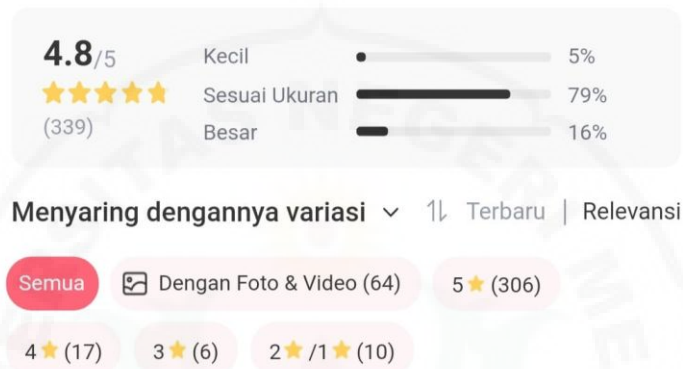 4.8/5
Kecil 5%
Sesuai Ukuran 79%
(339)
Besar 16%
Menyaring dengannya variasi Terbaru | Relevansi
Semua Dengan Foto & Video (64) 5⭐ (306)
4⭐ (17) 3⭐ (6) 2⭐ /1⭐ (10)